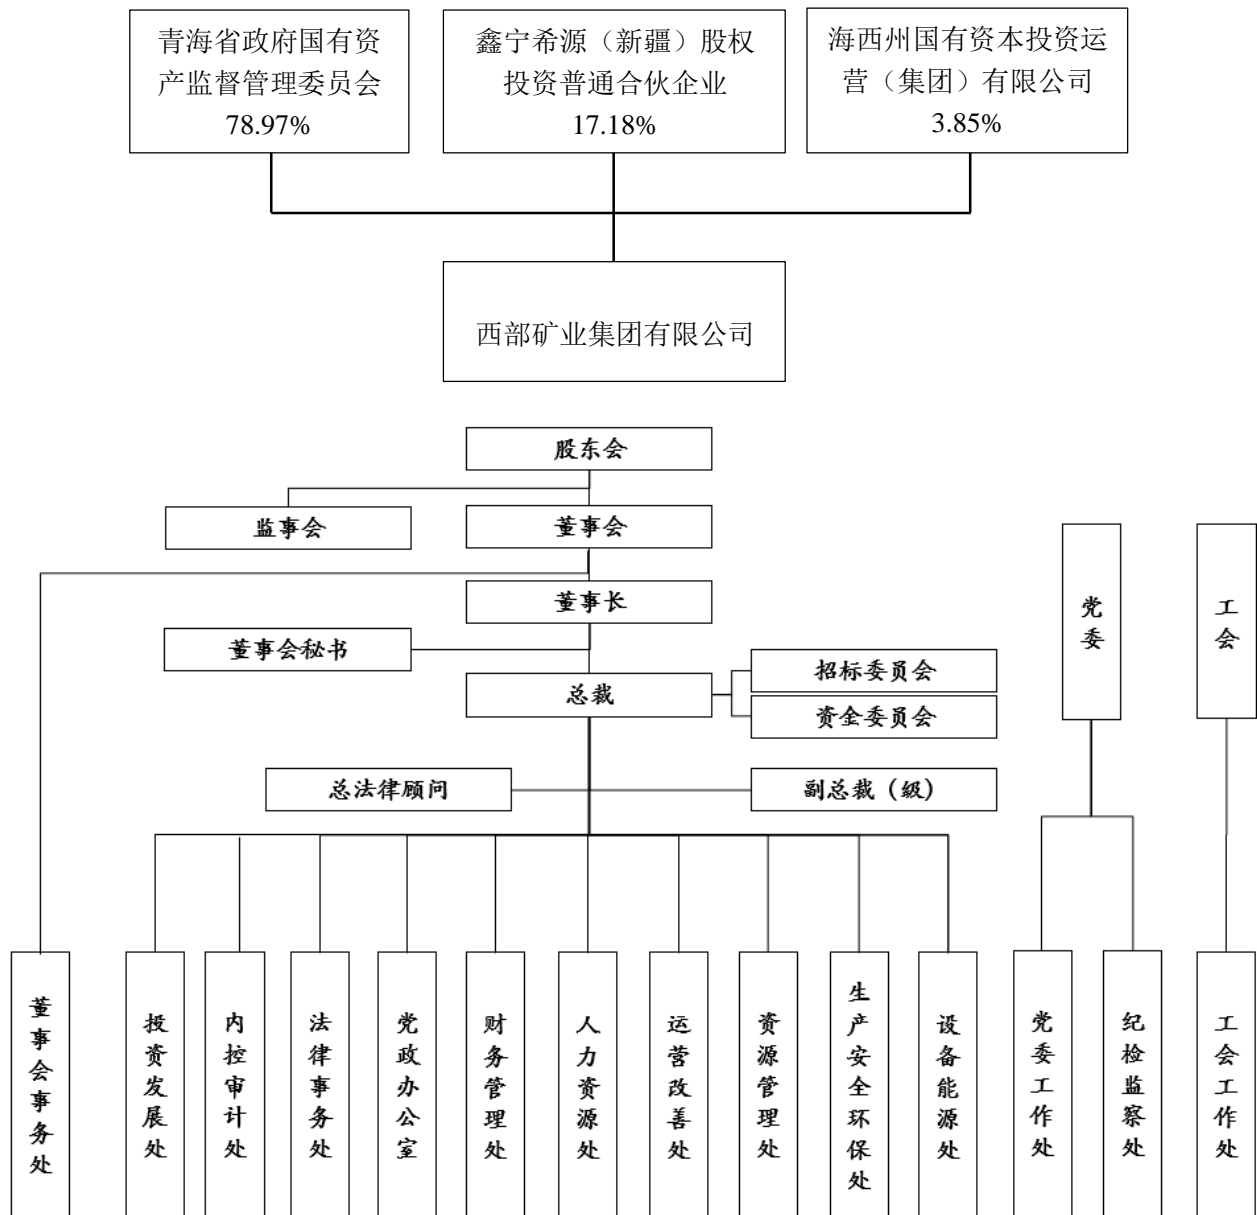 青海省政府国有资
产监督管理委员会
78.97%
鑫宁希源（新疆）股权
投资普通合伙企业
17.18%
海西州国有资本投资运
营（集团）有限公司
3.85%
西部矿业集团有限公司
股东会
监事会
董事会
董事长
董事会秘书
总裁
招标委员会
资金委员会
总法律顾问
副总裁（级）
党委
工会
董事会事务处
投资发展处
内控审计处
法律事务处
党政办公室
财务管理处
人力资源处
运营改善处
资源管理处
生产安全环保处
设备能源处
党委工作处
纪检监察处
工会工作处